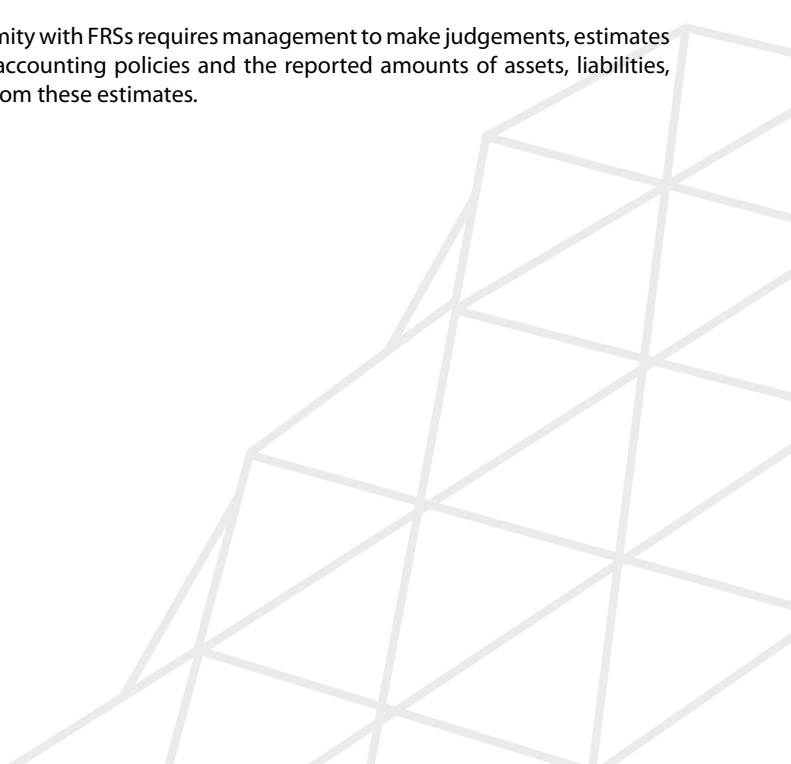 mity with FRSs requires management to make judgements, estimates
accounting policies and the reported amounts of assets, liabilities,
om these estimates.